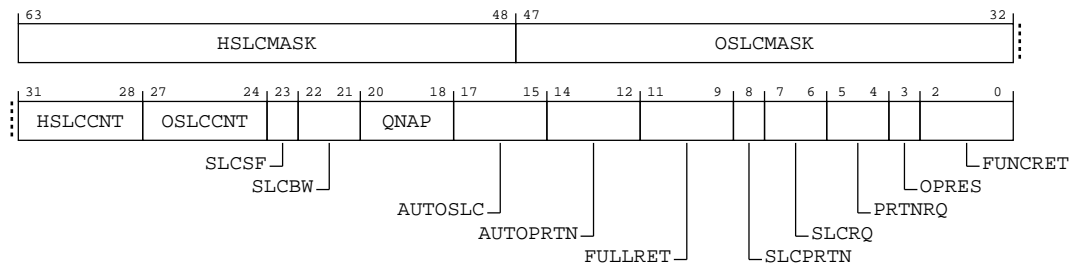 63 48 47 32
HSLCMASK OSLCMASK
31 28 27 24 23 22 21 20 18 17 15 14 12 11 9 8 7 6 5 4 3 2 0
HSLCCNT OSLCCNT QNAP
SLCSF FUNCRET
SLCBW OPRES
AUTOSLC PRTNRQ
AUTOPRTN SLCRQ
FULLRET SLCPRTN